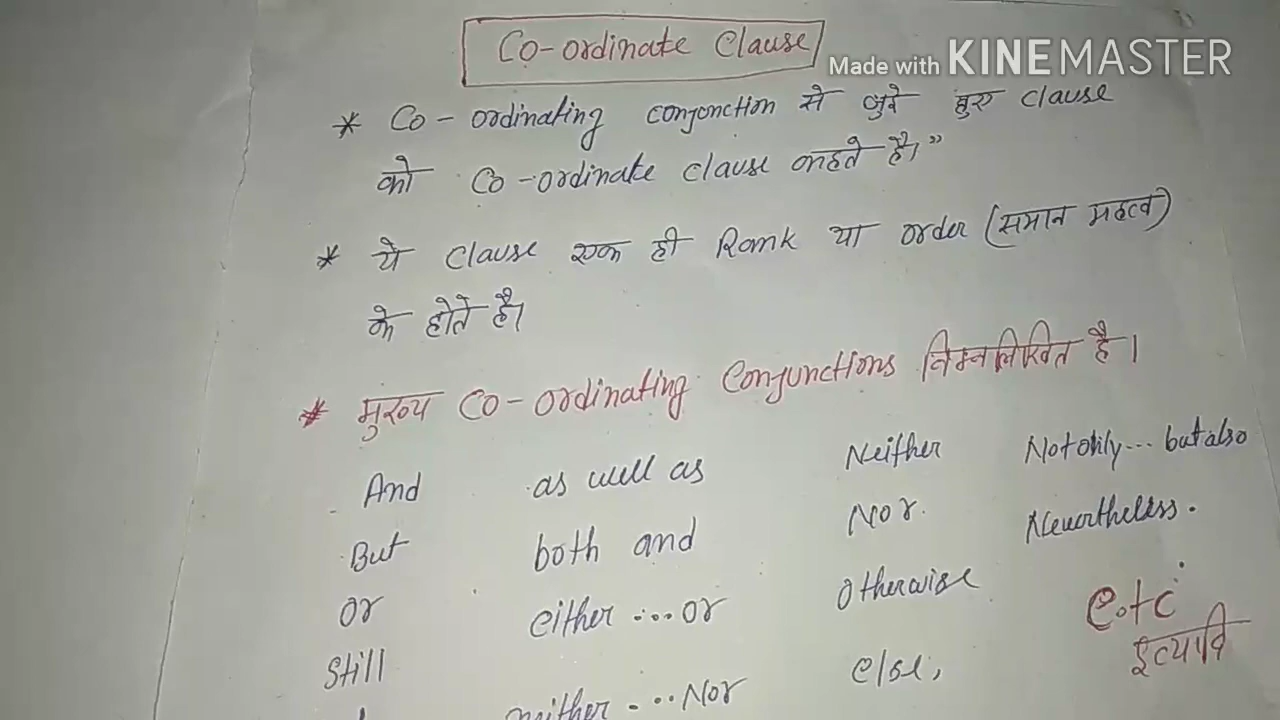 Co-ordinate Clause
Made with KINEMASTER
* Co-ordinating conjonction से जुडे हुए clause
को Co-ordinate clause कहते है।"
* ये clause एक ही Rank या order (समान महत्व)
के होते है।
* मुख्य Co-ordinating Conjunctions निम्नलिखित है।
And as well as Neither Not only... but also
But both and Nor. Nevertheless.
Or either ....or otherwise etc
Still neither - ..Nor else, इत्यादि